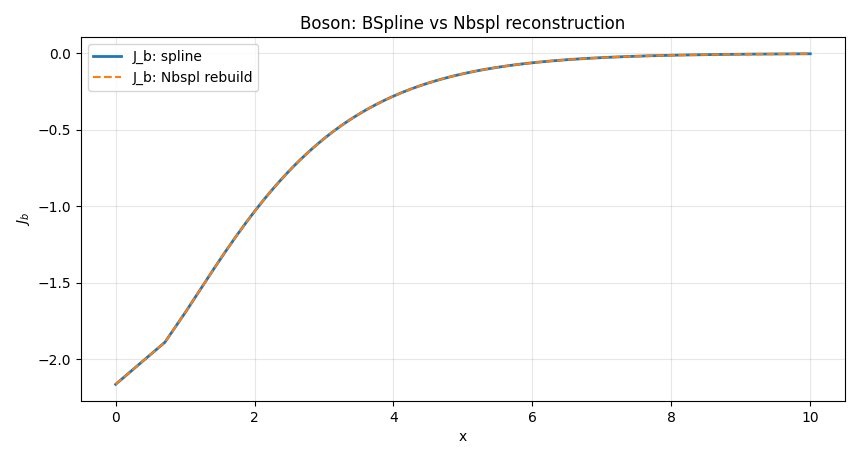 Boson: BSpline vs Nbspl reconstruction
J_b: spline
J_b: Nbspl rebuild
0.0
−0.5
−1.0
−1.5
−2.0
J_b
0
2
4
6
8
10
x